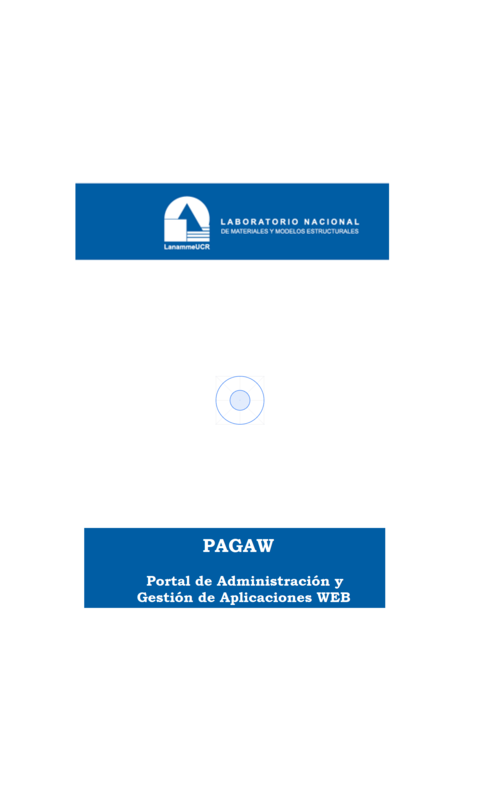 LABORATORIO NACIONAL
DE MATERIALES Y MODELOS ESTRUCTURALES
LanammeUCR
PAGAW
Portal de Administración y
Gestión de Aplicaciones WEB